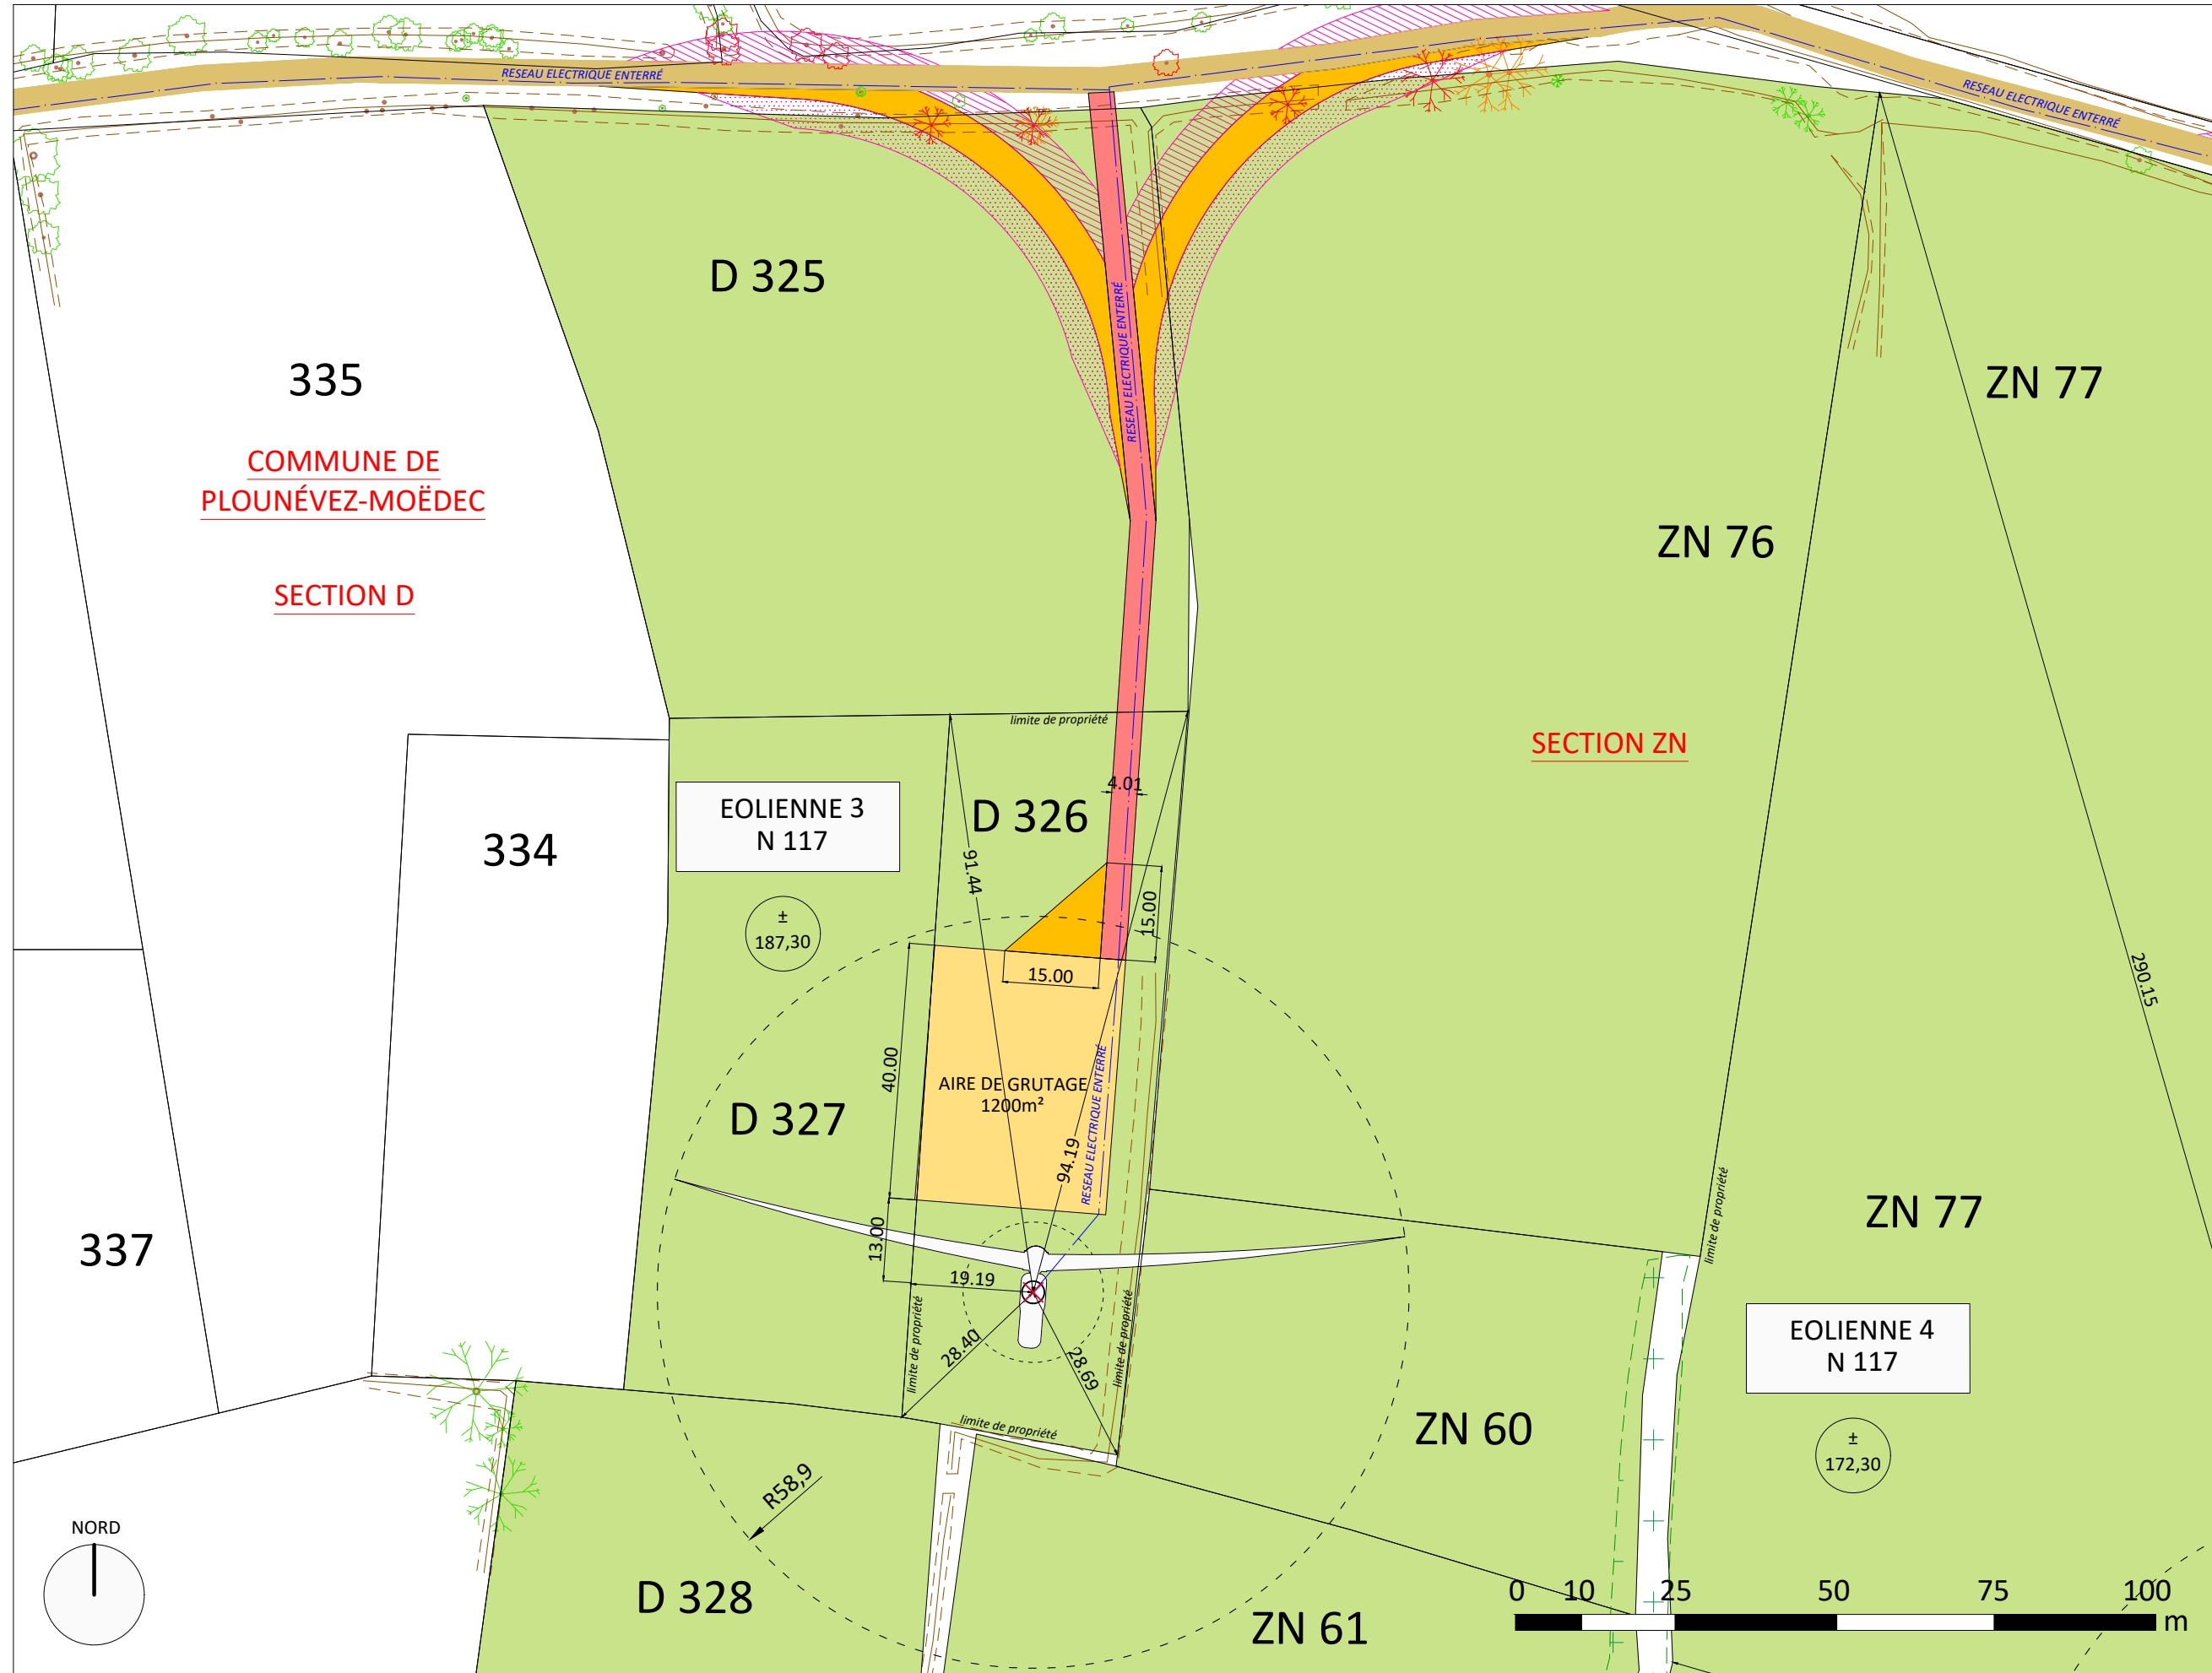 RESEAU ELECTRIQUE ENTERRÉ
RESEAU ELECTRIQUE ENTERRÉ
D 325
335
ZN 77
RESEAU ELECTRIQUE ENTERRÉ
COMMUNE DE
PLOUNÉVEZ-MOËDEC
ZN 76
SECTION D
limite de propriété
SECTION ZN
4.01
EOLIENNE 3
N 117
D 326
334
91.44
±
187,30
15.00
15.00
290.15
40.00
AIRE DE GRUTAGE
1200m²
RESEAU ELECTRIQUE ENTERRÉ
D 327
94.19
limite de propriété
ZN 77
337
13.00
19.19
limite de propriété
limite de propriété
28.40
28.69
EOLIENNE 4
N 117
limite de propriété
ZN 60
±
172,30
R58,9
NORD
D 328
ZN 61
0 10 25 50 75 100
m